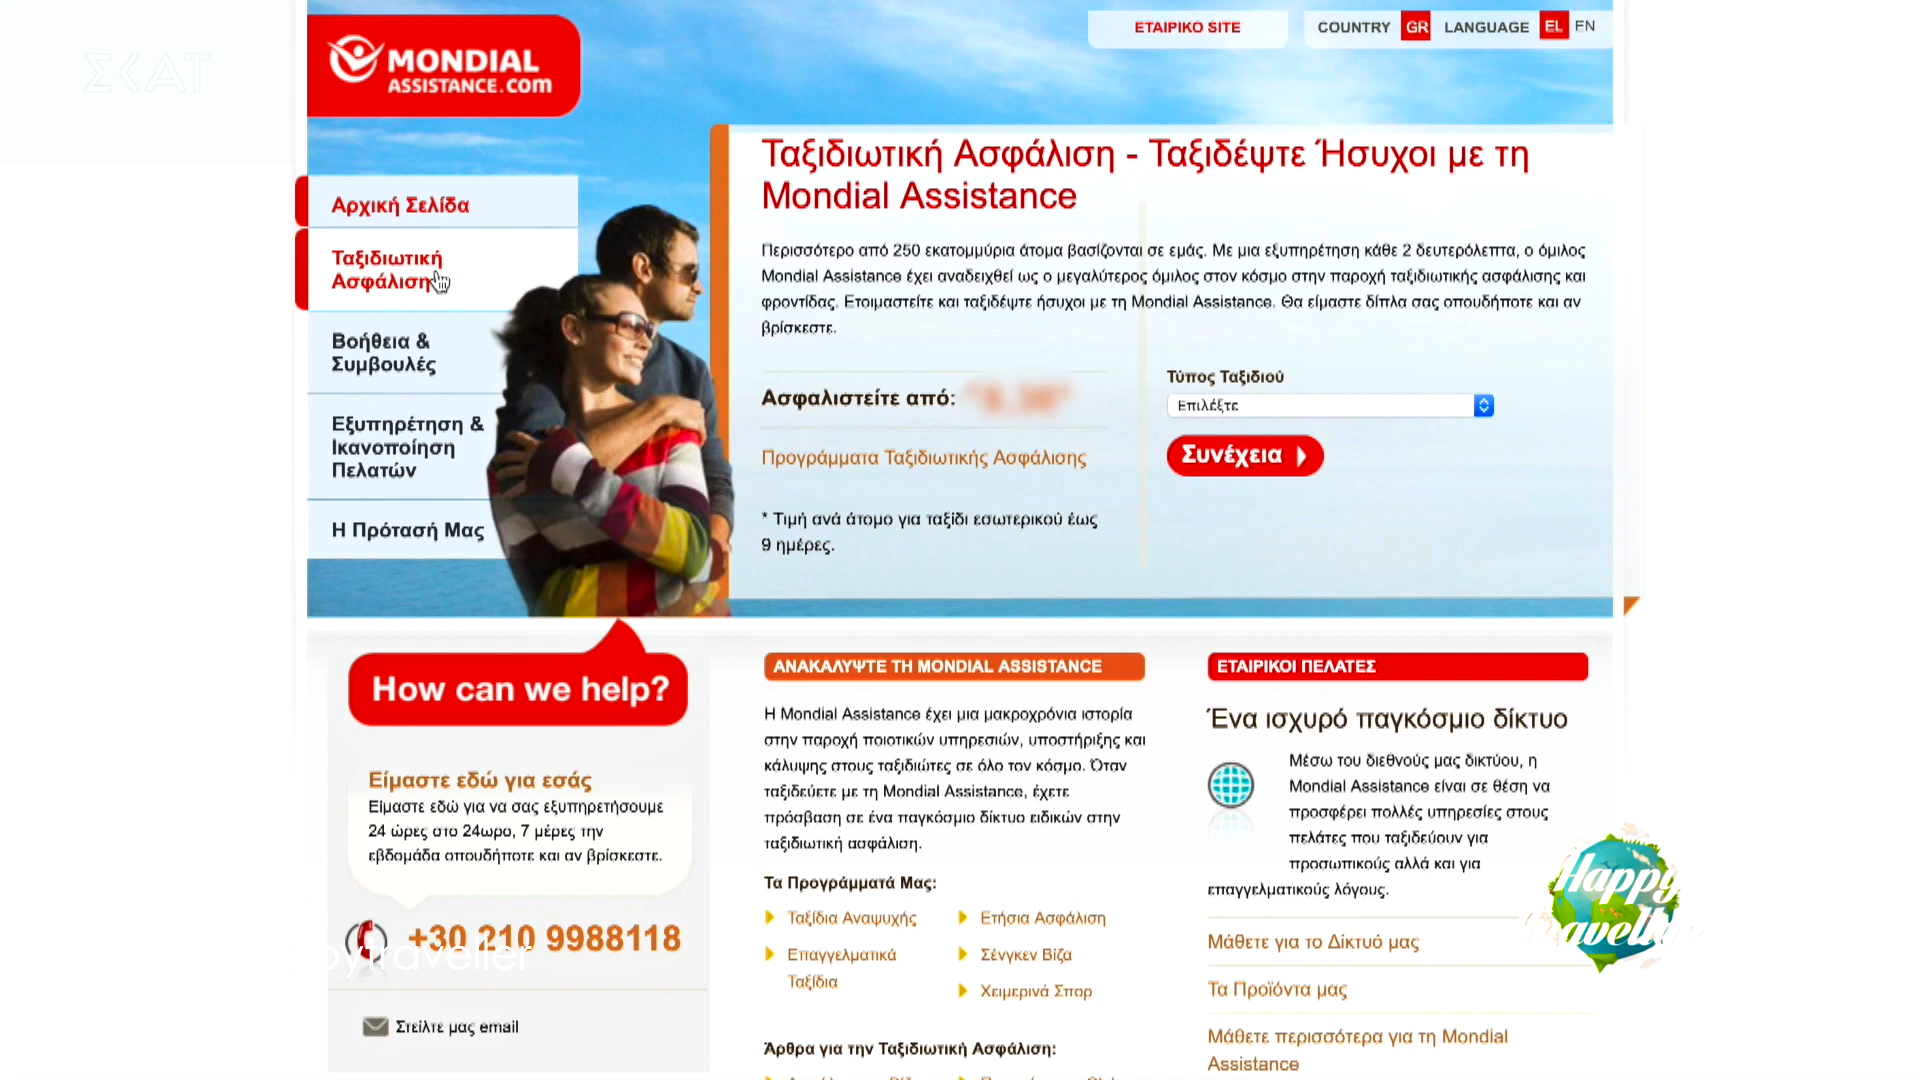 ΣΚΑΪ
MONDIAL
ASSISTANCE.com
ΕΤΑΙΡΙΚΟ SITE
COUNTRY GR LANGUAGE EL EN
Αρχική Σελίδα
Ταξιδιωτική
Ασφάλιση
Βοήθεια &
Συμβουλές
Εξυπηρέτηση &
Ικανοποίηση
Πελατών
Η Πρότασή Μας
Ταξιδιωτική Ασφάλιση - Ταξιδέψτε Ήσυχοι με τη
Mondial Assistance
Περισσότερο από 250 εκατομμύρια άτομα βασίζονται σε εμάς. Με μια εξυπηρέτηση κάθε 2 δευτερόλεπτα, ο όμιλος
Mondial Assistance έχει αναδειχθεί ως ο μεγαλύτερος όμιλος στον κόσμο στην παροχή ταξιδιωτικής ασφάλισης και
φροντίδας. Ετοιμαστείτε και ταξιδέψτε ήσυχοι με τη Mondial Assistance. Θα είμαστε δίπλα σας οπουδήποτε και αν
βρίσκεστε.
Ασφαλιστείτε από:
Προγράμματα Ταξιδιωτικής Ασφάλισης
* Τιμή ανά άτομο για ταξίδι εσωτερικού έως
9 ημέρες.
Τύπος Ταξιδιού
Επιλέξτε
Συνέχεια
How can we help?
Είμαστε εδώ για εσάς
Είμαστε εδώ για να σας εξυπηρετήσουμε
24 ώρες στο 24ωρο, 7 μέρες την
εβδομάδα οπουδήποτε και αν βρίσκεστε.
+30 210 9988118
pytraveller
Στείλτε μας email
ΑΝΑΚΑΛΥΨΤΕ ΤΗ MONDIAL ASSISTANCE
Η Mondial Assistance έχει μια μακροχρόνια ιστορία
στην παροχή ποιοτικών υπηρεσιών, υποστήριξης και
κάλυψης στους ταξιδιώτες σε όλο τον κόσμο. Όταν
ταξιδεύετε με τη Mondial Assistance, έχετε
πρόσβαση σε ένα παγκόσμιο δίκτυο ειδικών στην
ταξιδιωτική ασφάλιση.
Τα Προγράμματά Μας:
Ταξίδια Αναψυχής
Επαγγελματικά
Ταξίδια
Ετήσια Ασφάλιση
Σένγκεν Βίζα
Χειμερινά Σπορ
Άρθρα για την Ταξιδιωτική Ασφάλιση:
ΕΤΑΙΡΙΚΟΙ ΠΕΛΑΤΕΣ
Ένα ισχυρό παγκόσμιο δίκτυο
Μέσω του διεθνούς μας δικτύου, η
Mondial Assistance είναι σε θέση να
προσφέρει πολλές υπηρεσίες στους
πελάτες που ταξιδεύουν για
προσωπικούς αλλά και για
επαγγελματικούς λόγους.
Μάθετε για το Δίκτυό μας
Τα Προϊόντα μας
Μάθετε περισσότερα για τη Mondial
Assistance
Happy
Traveller